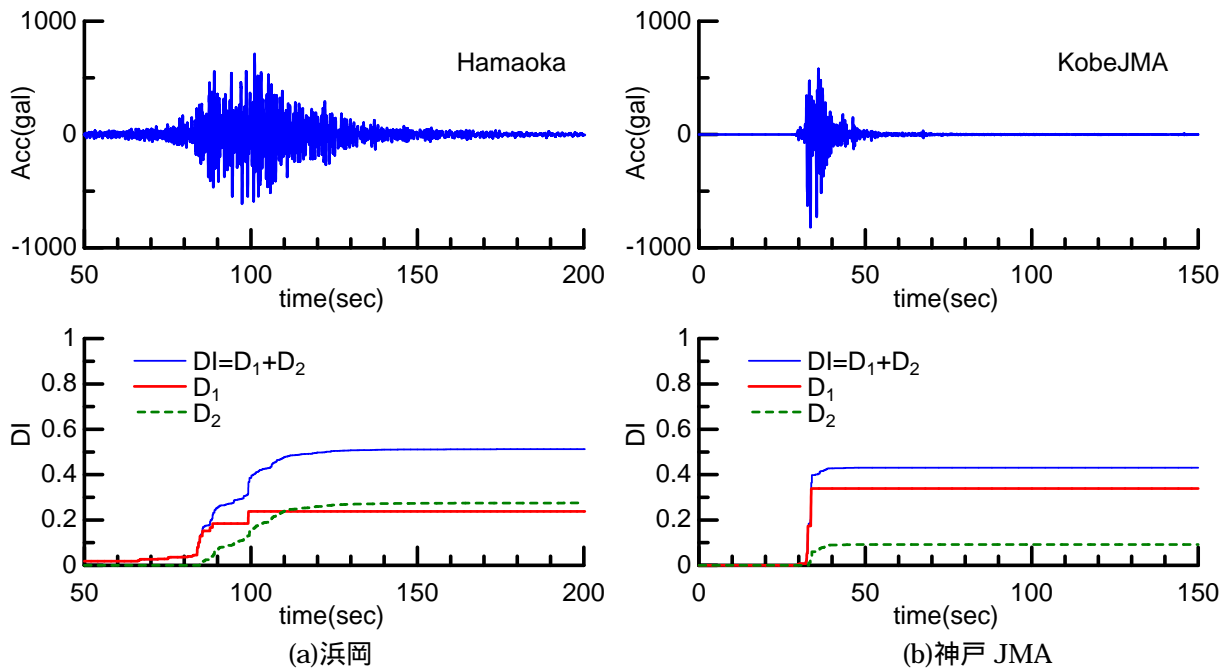 1000
0
-1000
Acc(gal)
Hamaoka
50 100 150 200
time(sec)
1000
0
-1000
Acc(gal)
KobeJMA
0 50 100 150
time(sec)
1
0.8
0.6
0.4
0.2
0
DI
DI=D₁+D₂
D₁
D₂
50 100 150 200
time(sec)
(a)浜岡
1
0.8
0.6
0.4
0.2
0
DI
DI=D₁+D₂
D₁
D₂
0 50 100 150
time(sec)
(b)神戸 JMA